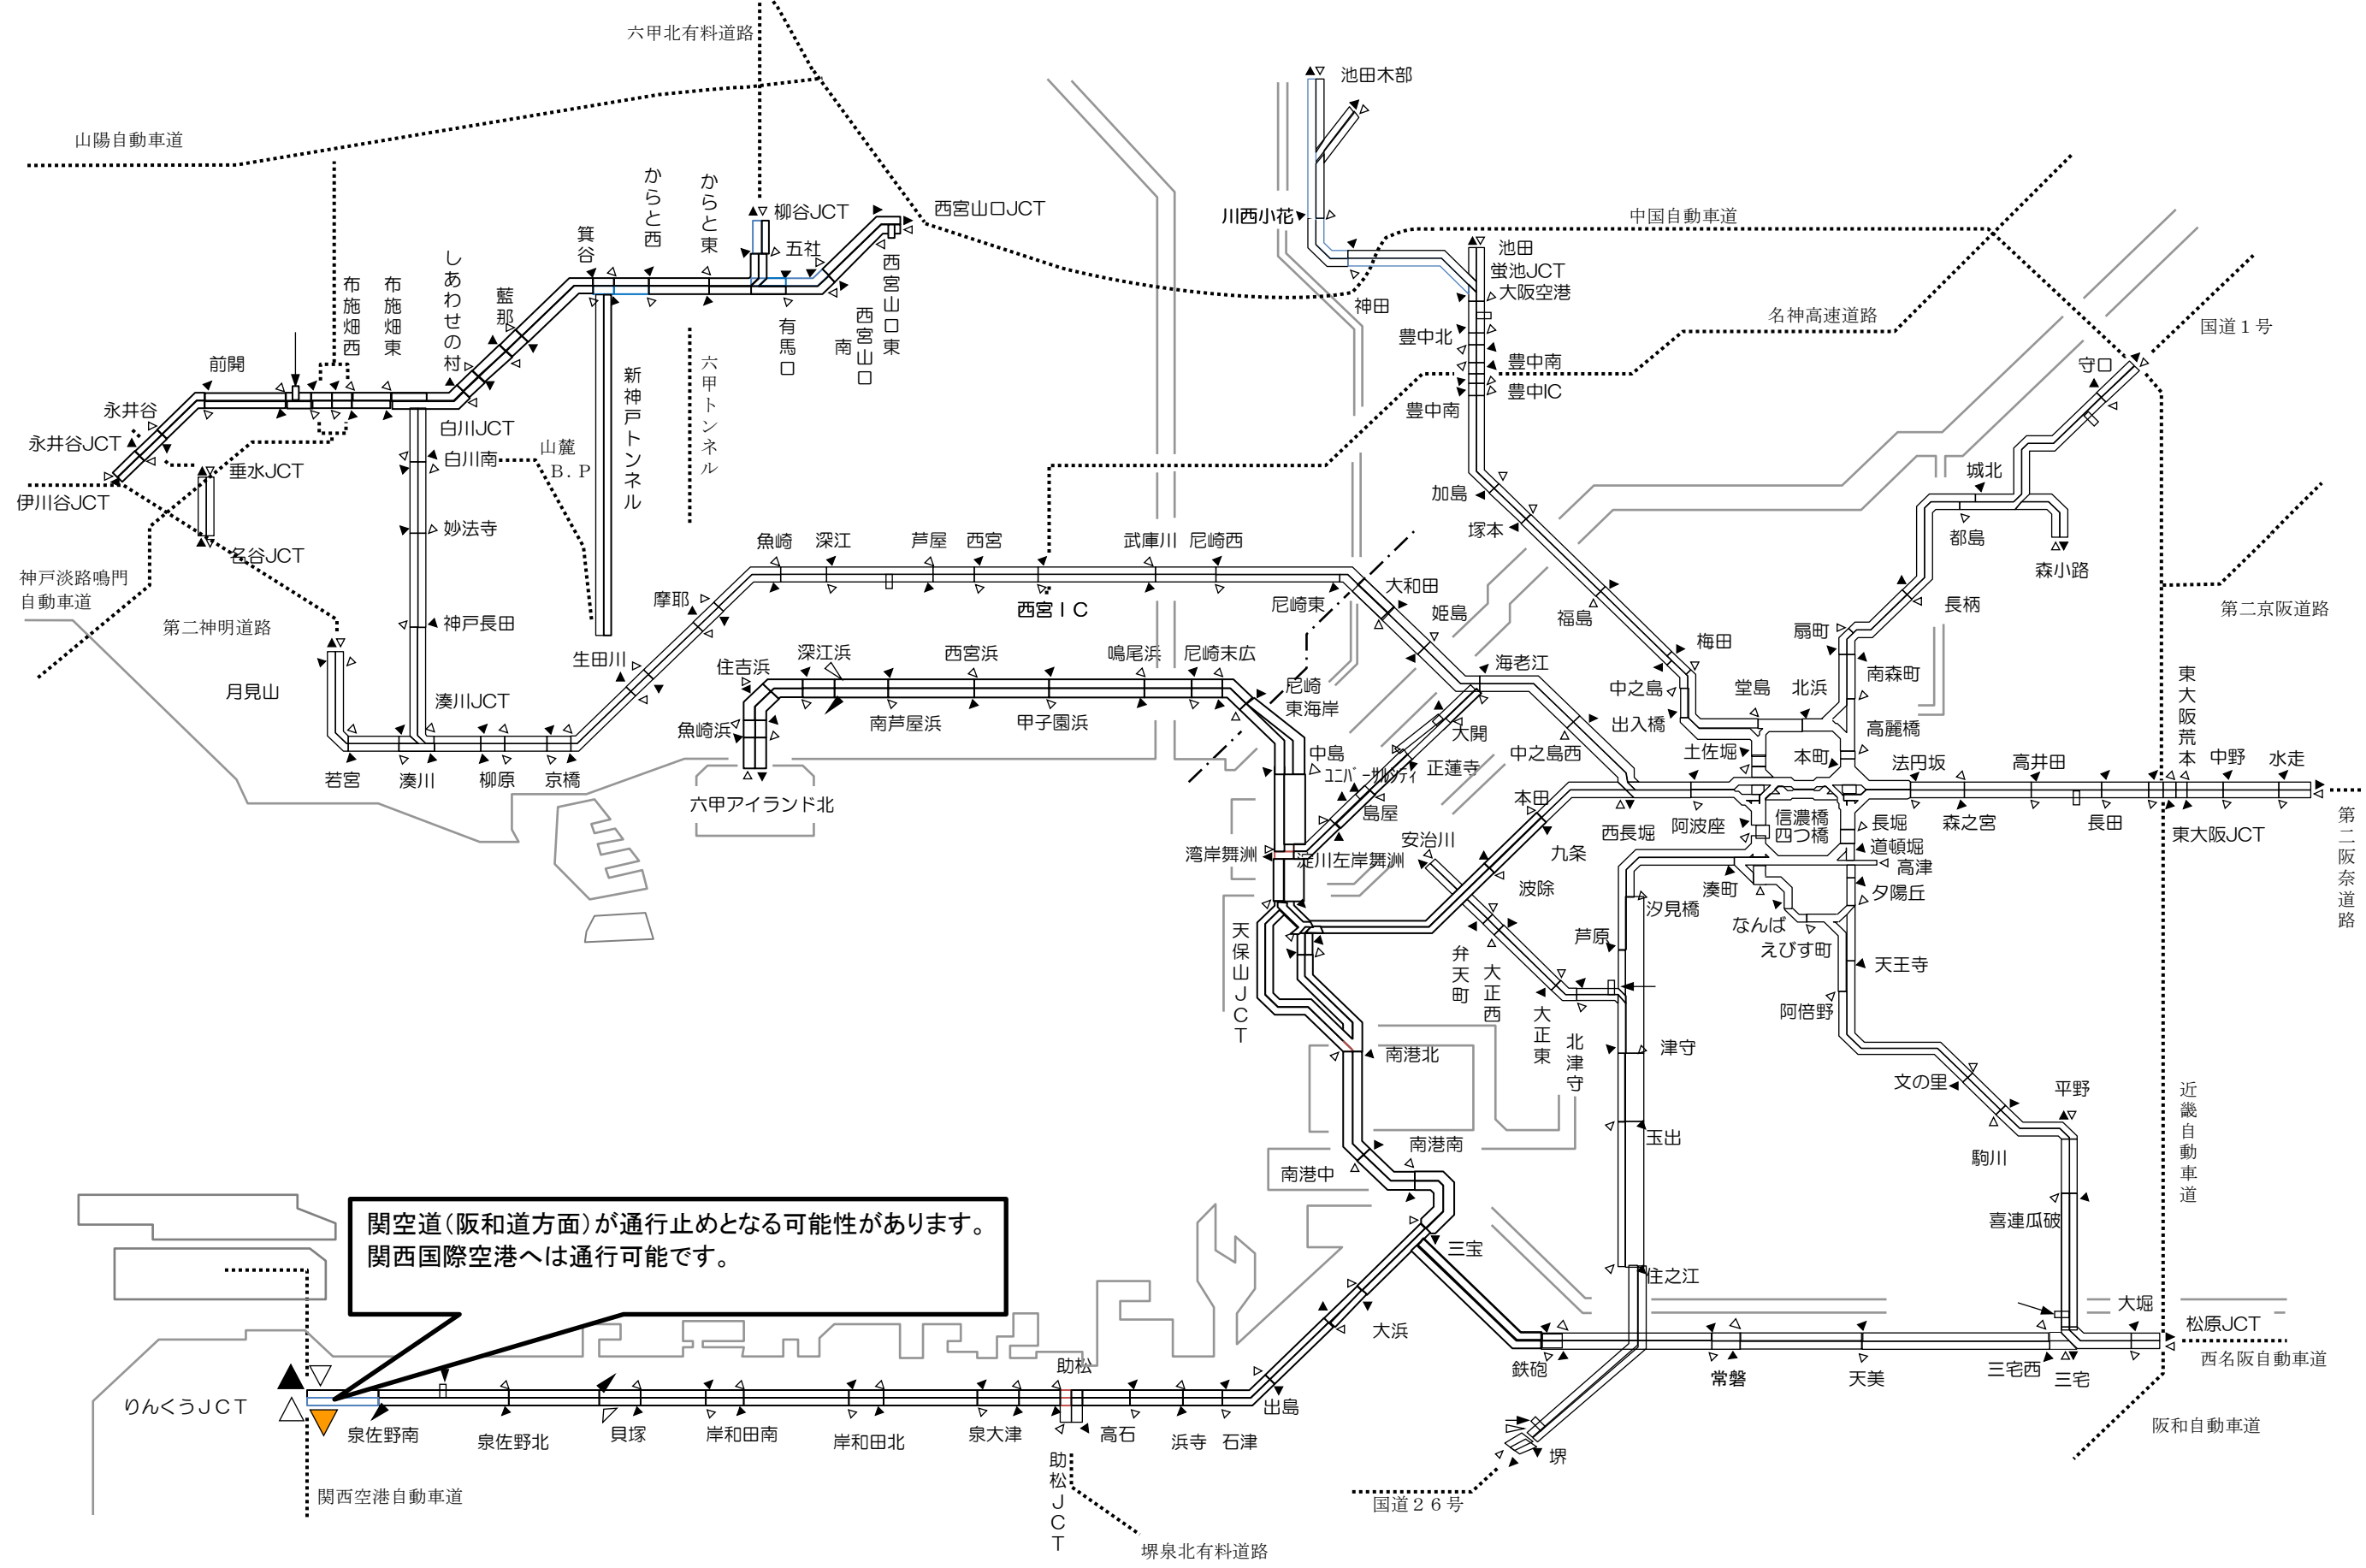 六甲北有料道路
池田木部
山陽自動車道
からと西
からと東
柳谷JCT
西宮山口JCT
川西小花
中国自動車道
箕谷
五社
池田
しあわせの村
西宮山口東
蛍池JCT
大阪空港
布施畑西
布施畑東
藍那
神田
有馬口
西宮山口南
名神高速道路
国道１号
豊中北
前開
六甲トンネル
豊中南
豊中IC
守口
新神戸トンネル
豊中南
永井谷
永井谷JCT
白川JCT
山麓
Ｂ.Ｐ
白川南
垂水JCT
城北
伊川谷JCT
加島
塚本
妙法寺
都島
名谷JCT
魚崎
深江
芦屋
西宮
武庫川
尼崎西
森小路
神戸淡路鳴門
自動車道
大和田
摩耶
西宮ＩＣ
尼崎東
姫島
福島
長柄
第二京阪道路
第二神明道路
神戸長田
扇町
梅田
生田川
住吉浜
深江浜
西宮浜
鳴尾浜
尼崎末広
海老江
南森町
東大阪荒本
月見山
湊川JCT
尼崎
東海岸
中之島
堂島
北浜
魚崎浜
南芦屋浜
甲子園浜
大開
出入橋
高麗橋
中島
中之島西
土佐堀
本町
法円坂
高井田
中野
水走
若宮
湊川
柳原
京橋
ﾕﾆﾊﾞｰｻﾙｼﾃｨ
正蓮寺
六甲アイランド北
島屋
本田
西長堀
阿波座
信濃橋
四つ橋
長堀
森之宮
長田
東大阪JCT
第二阪奈道路
安治川
道頓堀
湾岸舞洲
淀川左岸舞洲
九条
高津
波除
湊町
夕陽丘
汐見橋
なんば
天保山ＪＣＴ
芦原
えびす町
弁天町
大正西
天王寺
大正東
北津守
阿倍野
南港北
津守
文の里
平野
近畿自動車道
南港南
玉出
駒川
南港中
喜連瓜破
関空道（阪和道方面）が通行止めとなる可能性があります。
関西国際空港へは通行可能です。
三宝
住之江
大堀
大浜
松原JCT
西名阪自動車道
助松
鉄砲
常磐
天美
三宅西
三宅
りんくうＪＣＴ
出島
泉佐野南
泉佐野北
貝塚
岸和田南
岸和田北
泉大津
高石
浜寺
石津
阪和自動車道
助松ＪＣＴ
堺
関西空港自動車道
国道２６号
堺泉北有料道路